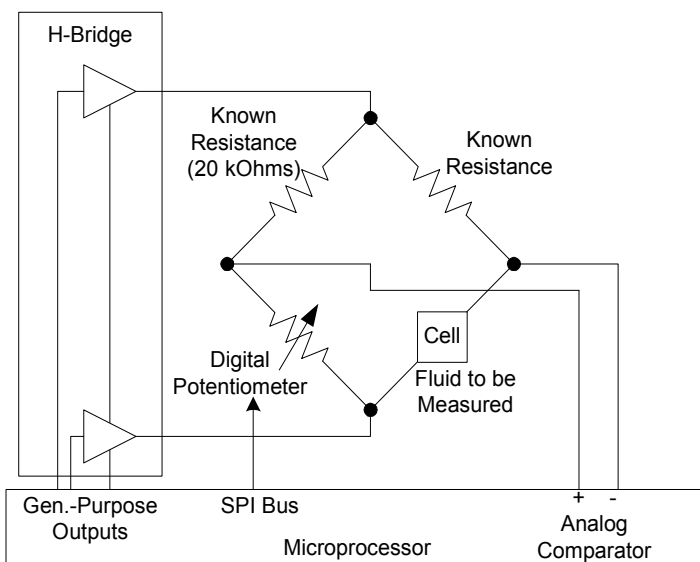 H-Bridge
Known
Resistance
(20 kOhms)
Known
Resistance
Cell
Digital
Potentiometer
Fluid to be
Measured
Gen.-Purpose
Outputs
SPI Bus
+ -
Analog
Comparator
Microprocessor